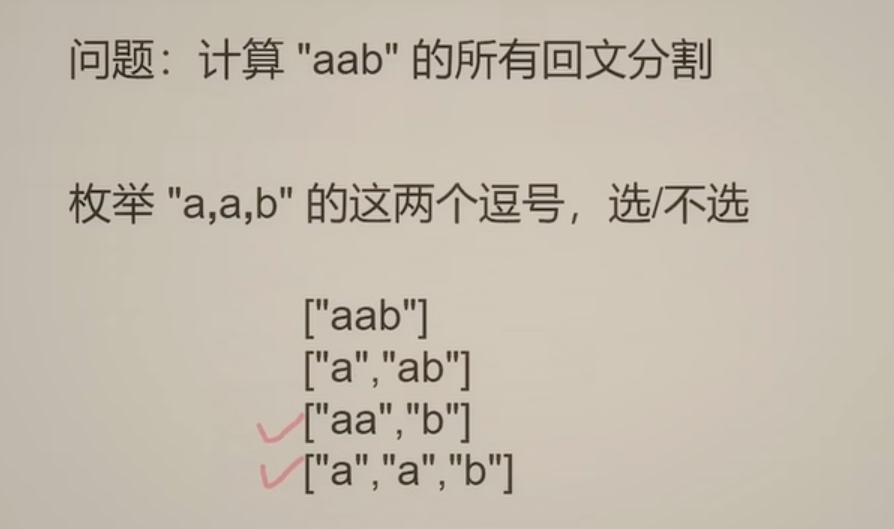 问题：计算 "aab" 的所有回文分割
枚举 "a,a,b" 的这两个逗号，选/不选
["aab"]
["a","ab"]
["aa","b"]
["a","a","b"]